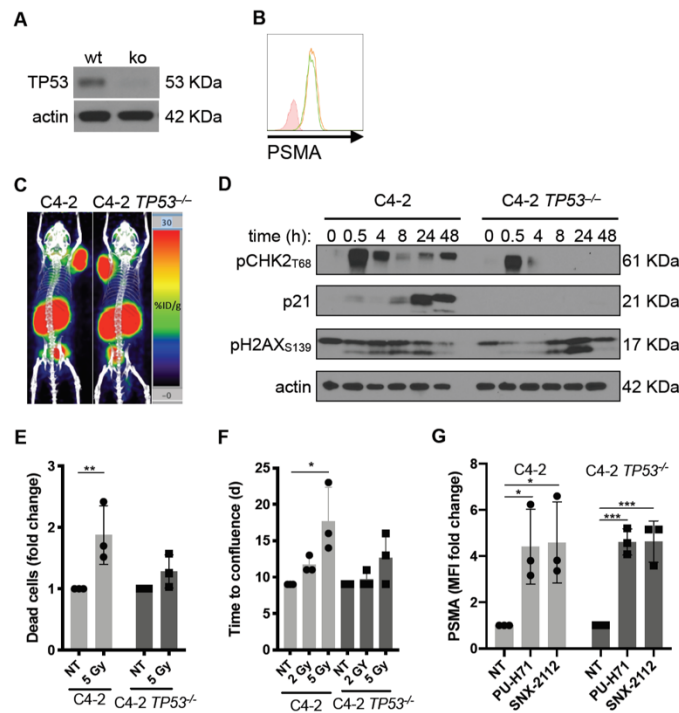 A
wt ko
TP53 53 KDa
actin 42 KDa
B
PSMA
C
C4-2 C4-2 TP53–/–
30
%ID/g
~0
D
C4-2 C4-2 TP53–/–
time (h): 0 0.5 4 8 24 48 0 0.5 4 8 24 48
pCHK2T68 61 KDa
p21 21 KDa
pH2AXS139 17 KDa
actin 42 KDa
E
Dead cells (fold change)
3
2
1
0
**
NT 5 Gy NT 5 Gy
C4-2 C4-2 TP53-/-
F
Time to confluence (d)
25
20
15
10
5
0
*
NT 2 Gy 5 Gy NT 2 GY 5 Gy
C4-2 C4-2 TP53-/-
G
C4-2 C4-2 TP53-/-
PSMA (MFI fold change)
8
6
4
2
0
*
*
***
***
NT PU-H71 SNX-2112 NT PU-H71 SNX-2112